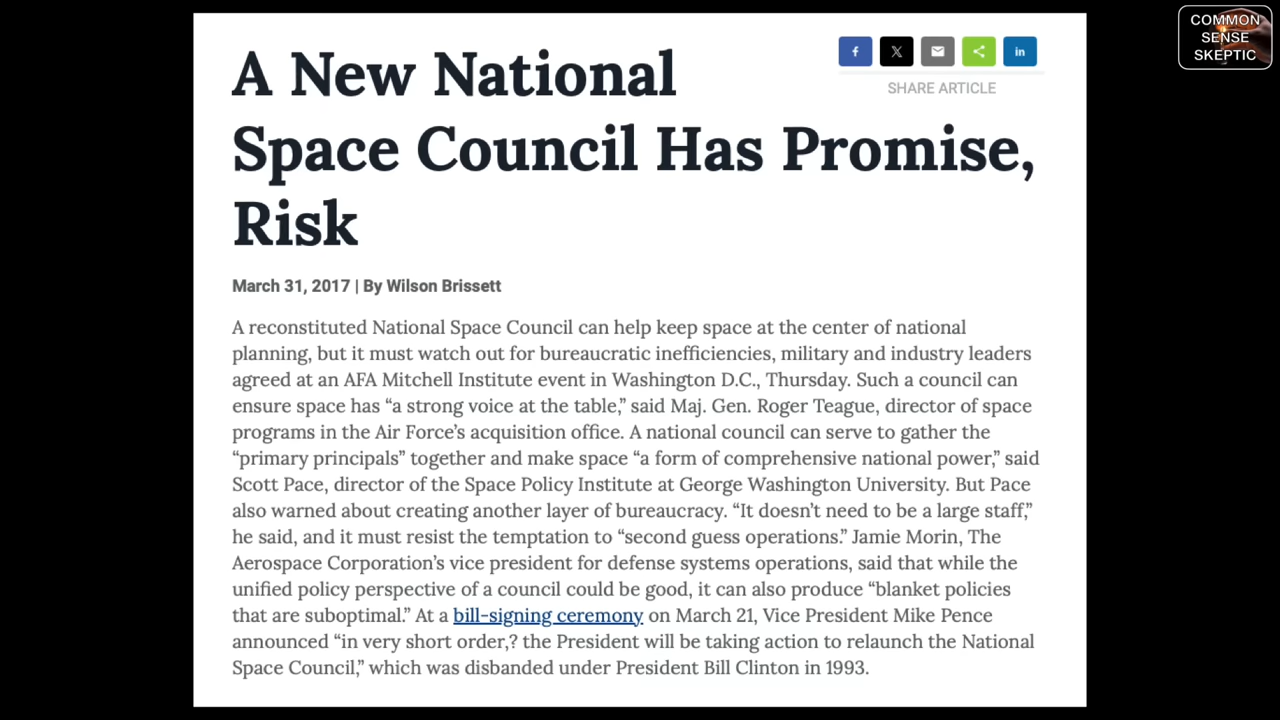 A New National
Space Council Has Promise,
Risk
SHARE ARTICLE
COMMON
SENSE
SKEPTIC
March 31, 2017 | By Wilson Brissett
A reconstituted National Space Council can help keep space at the center of national
planning, but it must watch out for bureaucratic inefficiencies, military and industry leaders
agreed at an AFA Mitchell Institute event in Washington D.C., Thursday. Such a council can
ensure space has “a strong voice at the table,” said Maj. Gen. Roger Teague, director of space
programs in the Air Force’s acquisition office. A national council can serve to gather the
“primary principals” together and make space “a form of comprehensive national power,” said
Scott Pace, director of the Space Policy Institute at George Washington University. But Pace
also warned about creating another layer of bureaucracy. “It doesn’t need to be a large staff,”
he said, and it must resist the temptation to “second guess operations.” Jamie Morin, The
Aerospace Corporation’s vice president for defense systems operations, said that while the
unified policy perspective of a council could be good, it can also produce “blanket policies
that are suboptimal.” At a bill-signing ceremony on March 21, Vice President Mike Pence
announced “in very short order,? the President will be taking action to relaunch the National
Space Council,” which was disbanded under President Bill Clinton in 1993.